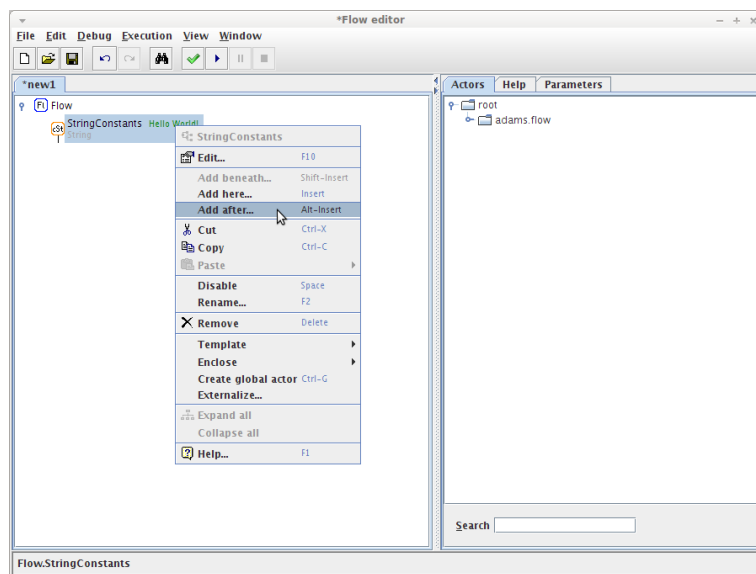 *Flow editor
File Edit Debug Execution View Window
*new1
Flow
StringConstants Hello World!
String
StringConstants
Edit... F10
Add beneath... Shift-Insert
Add here... Insert
Add after... Alt-Insert
Cut Ctrl-X
Copy Ctrl-C
Paste
Disable Space
Rename... F2
Remove Delete
Template
Enclose
Create global actor Ctrl-G
Externalize...
Expand all
Collapse all
Help... F1
Actors Help Parameters
root
adams.flow
Search
Flow.StringConstants